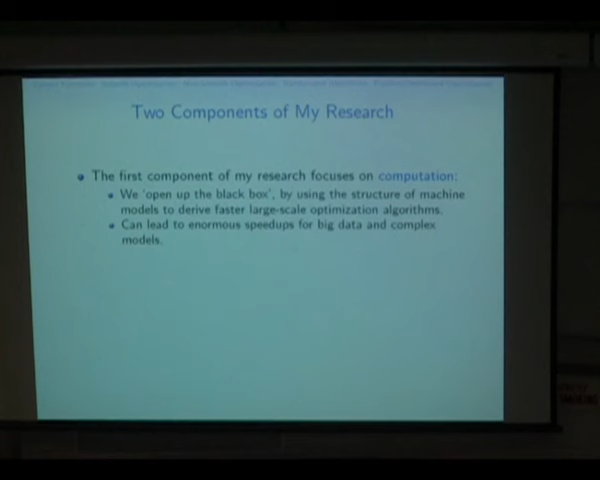 Two Components of My Research
The first component of my research focuses on computation:
We 'open up the black box', by using the structure of machine
models to derive faster large-scale optimization algorithms.
Can lead to enormous speedups for big data and complex
models.